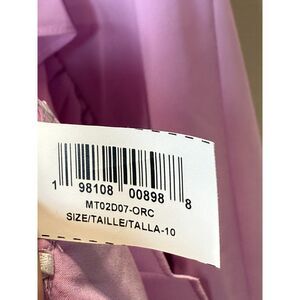 1 98108 00898 8
MT02D07-ORC
SIZE/TAILLE/TALLA-10